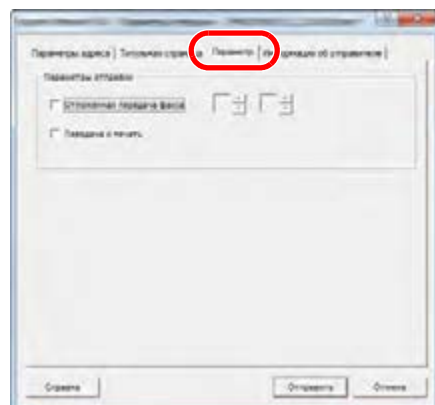 Параметры адреса Титульная страница Параметр Информация об отправителе
Параметры отправки
Отложенная передача факса
Передача и печать
Справка Отправить Отмена